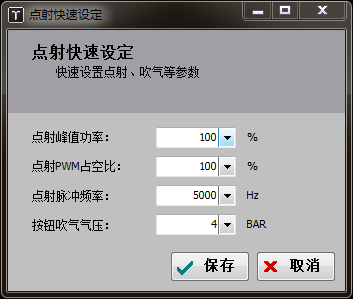 点射快速设定
点射快速设定
快速设置点射、吹气等参数
点射峰值功率： 100 %
点射PWM占空比： 100 %
点射脉冲频率： 5000 Hz
按钮吹气气压： 4 BAR
保存 取消